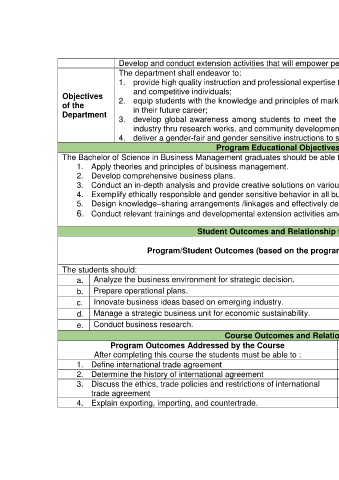 Develop and conduct extension activities that will empower pe
Objectives of the Department
The department shall endeavor to:
1. provide high quality instruction and professional expertise t
and competitive individuals;
2. equip students with the knowledge and principles of mark
in their future career;
3. develop global awareness among students to meet the
industry thru research works, and community developmen
4. deliver a gender-fair and gender sensitive instructions to s
Program Educational Objectives
The Bachelor of Science in Business Management graduates should be able t
1. Apply theories and principles of business management.
2. Develop comprehensive business plans.
3. Conduct an in-depth analysis and provide creative solutions on variou
4. Exemplify ethically responsible and gender sensitive behavior in all bu
5. Design knowledge–sharing arrangements /linkages and effectively de
6. Conduct relevant trainings and developmental extension activities amo
Student Outcomes and Relationship
Program/Student Outcomes (based on the program
The students should:
a. Analyze the business environment for strategic decision.
b. Prepare operational plans.
c. Innovate business ideas based on emerging industry.
d. Manage a strategic business unit for economic sustainability.
e. Conduct business research.
Course Outcomes and Relatio
Program Outcomes Addressed by the Course
After completing this course the students must be able to :
1. Define international trade agreement
2. Determine the history of international agreement
3. Discuss the ethics, trade policies and restrictions of international
trade agreement
4. Explain exporting, importing, and countertrade.